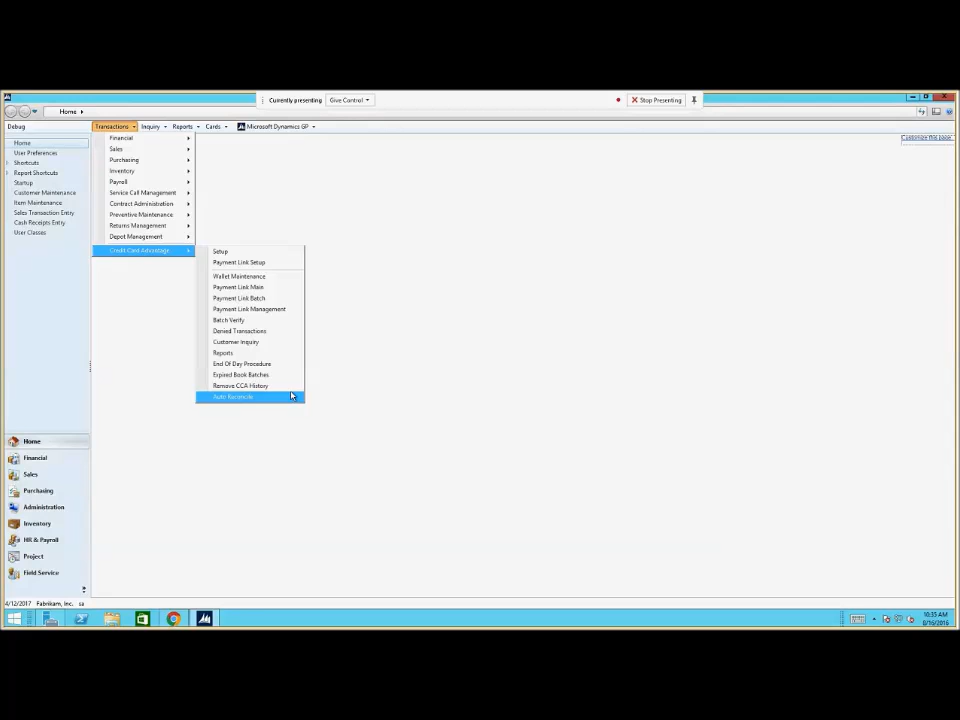 Currently presenting
Give Control
Stop Presenting
Home
Debug
Transactions
Inquiry
Reports
Cards
Microsoft Dynamics GP
Customize this page
Home
User Preferences
Shortcuts
Report Shortcuts
Startup
Customer Maintenance
Item Maintenance
Sales Transaction Entry
Cash Receipts Entry
User Classes
Financial
Sales
Purchasing
Inventory
Payroll
Service Call Management
Contract Administration
Preventive Maintenance
Returns Management
Depot Management
Credit Card Advantage
Setup
Payment Link Setup
Wallet Maintenance
Payment Link Main
Payment Link Batch
Payment Link Management
Batch Verify
Denied Transactions
Customer Inquiry
Reports
End Of Day Procedure
Expired Book Batches
Remove CCA History
Auto Reconcile
Home
Financial
Sales
Purchasing
Administration
Inventory
HR & Payroll
Project
Field Service
4/12/2017 Fabrikam, Inc. sa
10:35 AM
8/16/2016